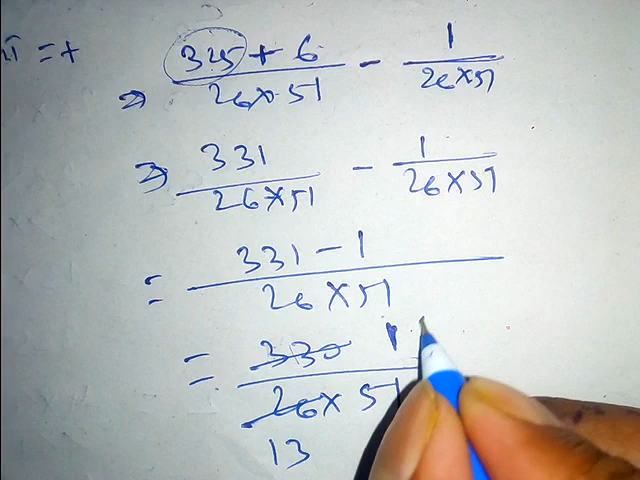 = + 325 + 6 / 26 × 51 - 1 / 26 × 51
⇒ 331 / 26 × 51 - 1 / 26 × 51
= 331 - 1 / 26 × 51
= 330 1 / 26 × 51
13